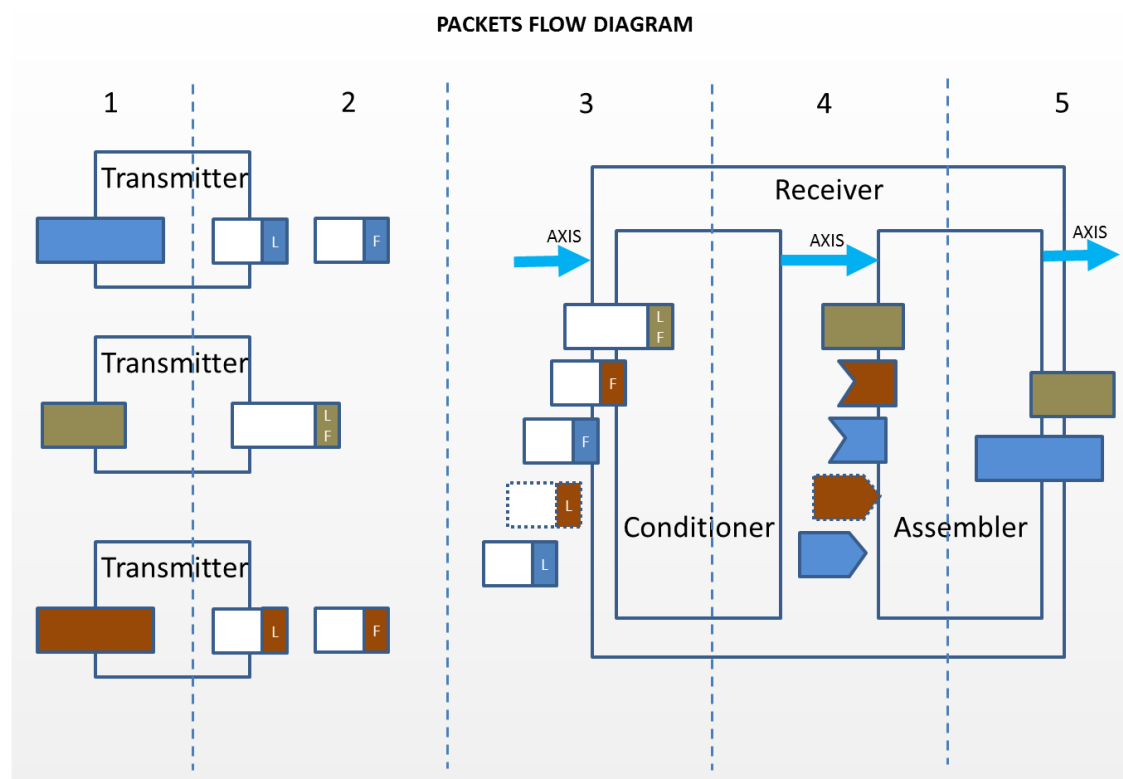 PACKETS FLOW DIAGRAM
1
2
3
4
5
Transmitter
L
F
Transmitter
L
F
Transmitter
L
F
Receiver
AXIS
AXIS
AXIS
L
F
F
F
L
L
Conditioner
Assembler